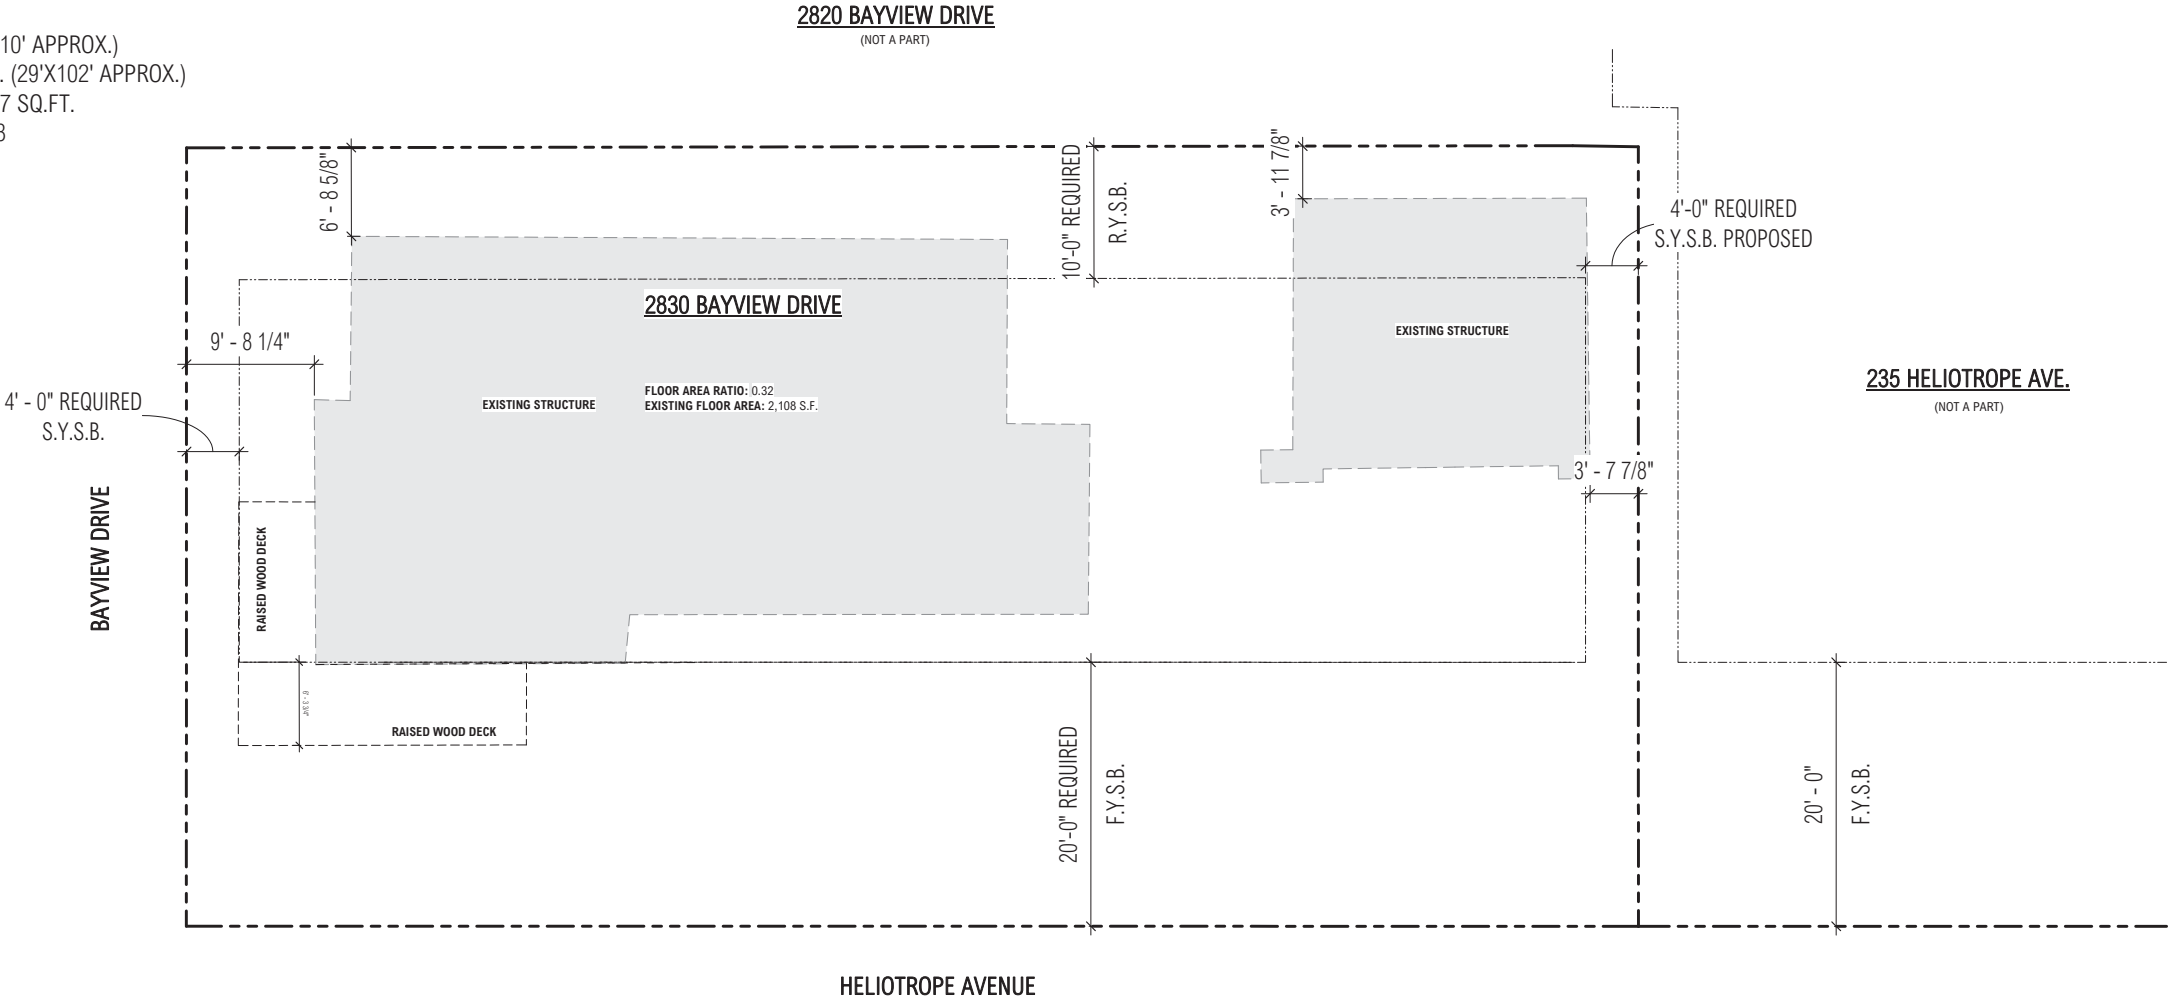 2820 BAYVIEW DRIVE
(NOT A PART)
10' APPROX.)
. (29'X102' APPROX.)
7 SQ.FT.
6' - 8 5/8"
10'-0" REQUIRED
R.Y.S.B.
3' - 11 7/8"
4'-0" REQUIRED
S.Y.S.B. PROPOSED
2830 BAYVIEW DRIVE
EXISTING STRUCTURE
9' - 8 1/4"
235 HELIOTROPE AVE.
(NOT A PART)
FLOOR AREA RATIO: 0.32
EXISTING FLOOR AREA: 2,108 S.F.
EXISTING STRUCTURE
4' - 0" REQUIRED
S.Y.S.B.
3' - 7 7/8"
BAYVIEW DRIVE
RAISED WOOD DECK
RAISED WOOD DECK
20'-0" REQUIRED
F.Y.S.B.
20' - 0"
F.Y.S.B.
HELIOTROPE AVENUE